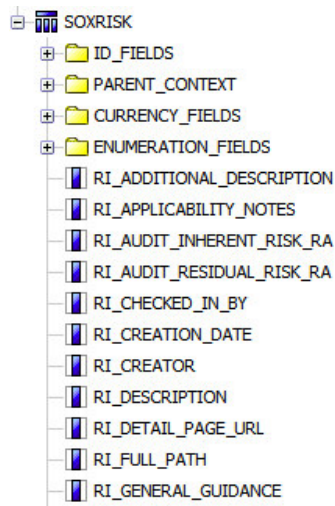 SOXRISK
ID_FIELDS
PARENT_CONTEXT
CURRENCY_FIELDS
ENUMERATION_FIELDS
RI_ADDITIONAL_DESCRIPTION
RI_APPLICABILITY_NOTES
RI_AUDIT_INHERENT_RISK_RA
RI_AUDIT_RESIDUAL_RISK_RA
RI_CHECKED_IN_BY
RI_CREATION_DATE
RI_CREATOR
RI_DESCRIPTION
RI_DETAIL_PAGE_URL
RI_FULL_PATH
RI_GENERAL_GUIDANCE